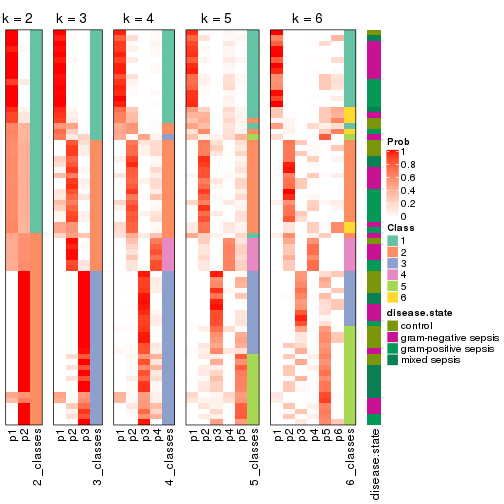 k = 2
k = 3
k = 4
k = 5
k = 6
Prob
1
0.8
0.6
0.4
0.2
0
Class
1
2
3
4
5
6
disease.state
control
gram-negative sepsis
gram-positive sepsis
mixed sepsis
p1
p2
2_classes
p1
p2
p3
3_classes
p1
p2
p3
p4
4_classes
p1
p2
p3
p4
p5
5_classes
p1
p2
p3
p4
p5
p6
6_classes
disease.state